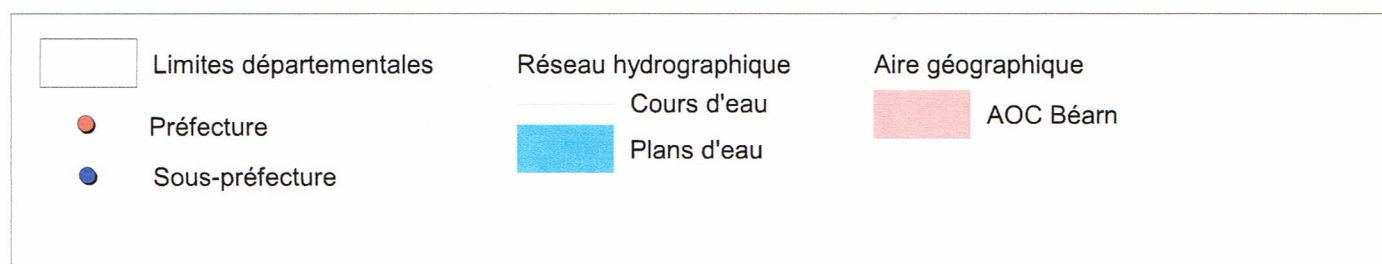 Limites départementales
Préfecture
Sous-préfecture
Réseau hydrographique
Cours d'eau
Plans d'eau
Aire géographique
AOC Béarn